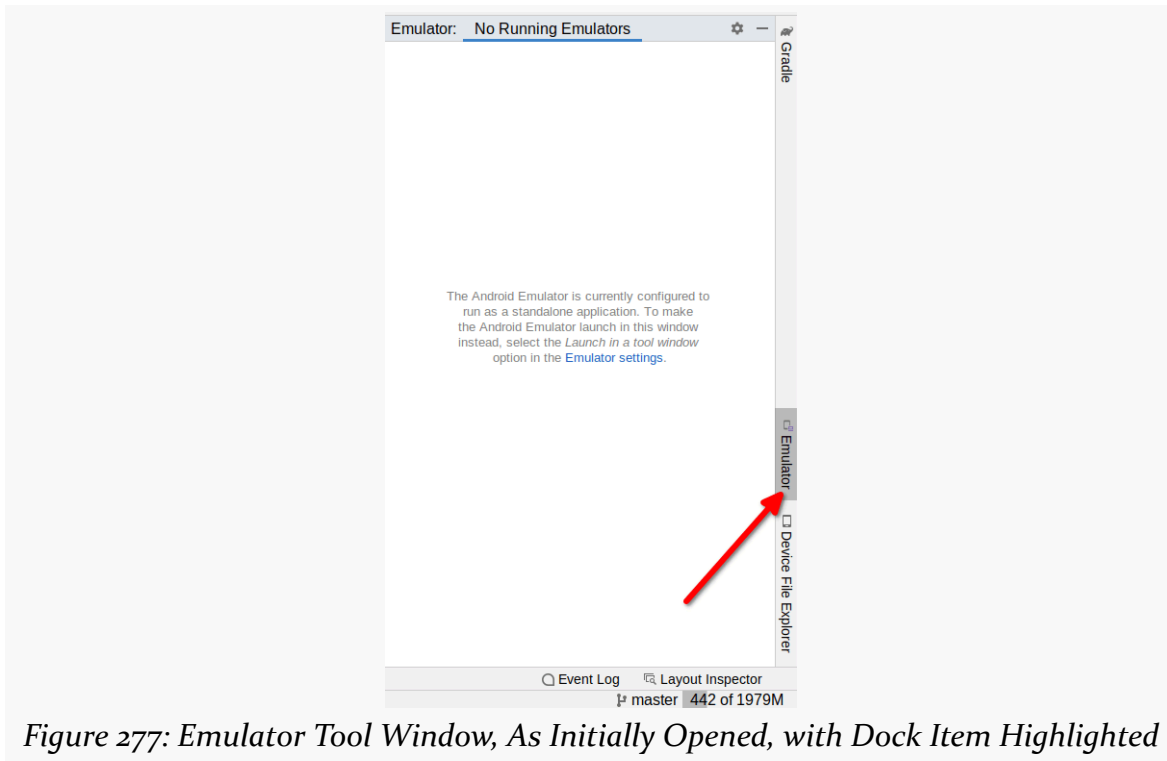 Emulator: No Running Emulators
Gradle
The Android Emulator is currently configured to
run as a standalone application. To make
the Android Emulator launch in this window
instead, select the Launch in a tool window
option in the Emulator settings.
Emulator
Device File Explorer
Event Log Layout Inspector
master 442 of 1979M
Figure 277: Emulator Tool Window, As Initially Opened, with Dock Item Highlighted